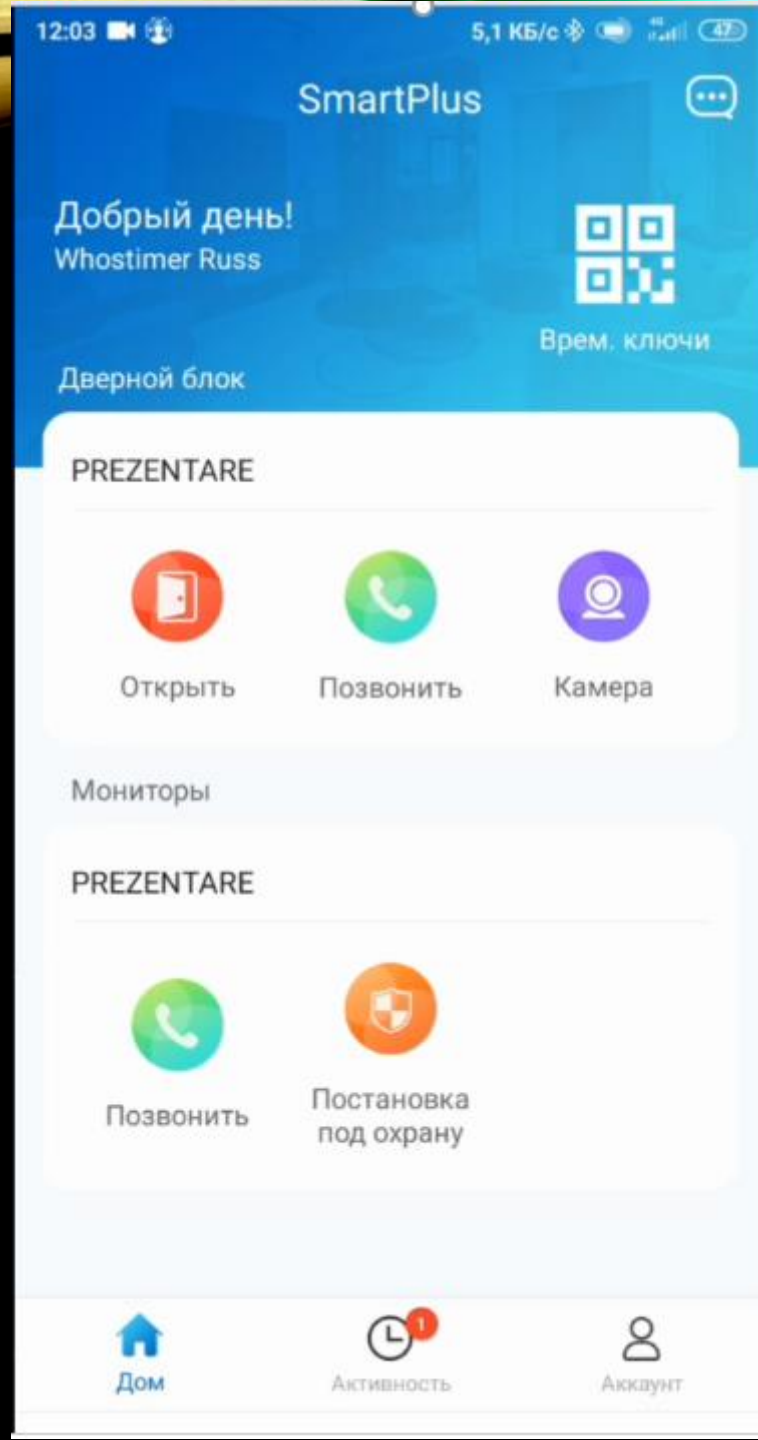 12:03 5,1 КБ/с 4G 47
SmartPlus
Добрый день!
Whostimer Russ
Врем. ключи
Дверной блок
PREZENTARE
Открыть Позвонить Камера
Мониторы
PREZENTARE
Позвонить Постановка
под охрану
1
Дом Активность Аккаунт